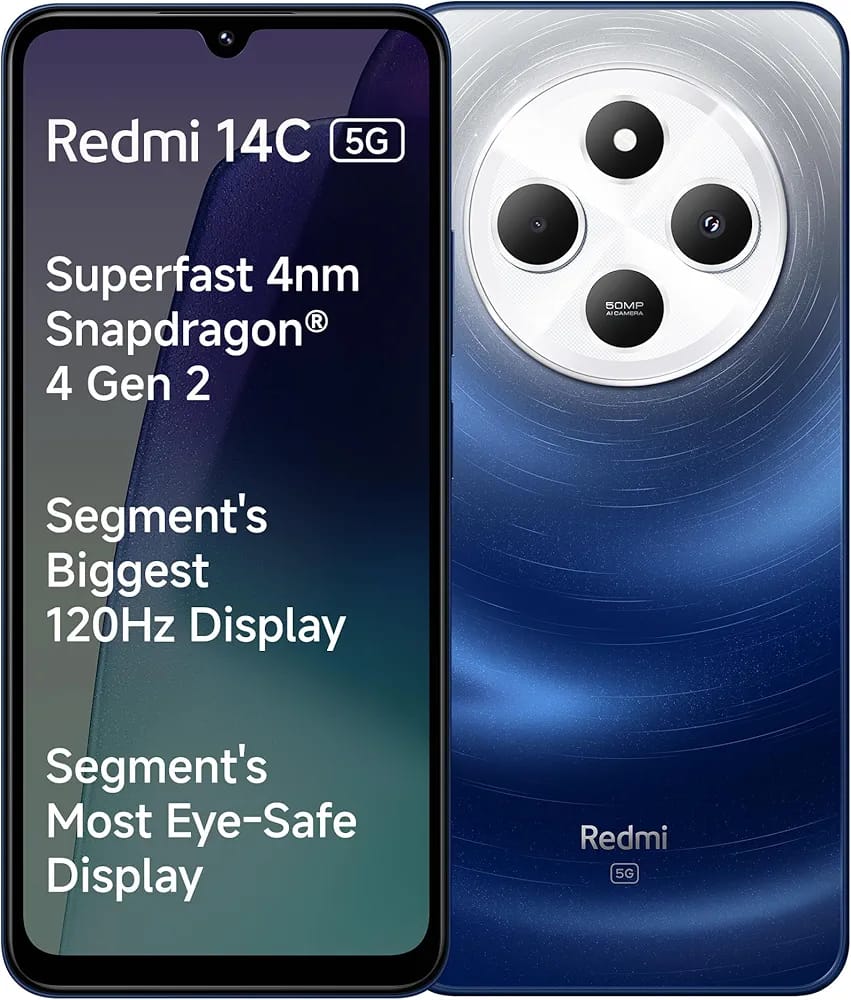 Redmi 14C 5G
Superfast 4nm
Snapdragon®
4 Gen 2
Segment's
Biggest
120Hz Display
Segment's
Most Eye-Safe
Display
50MP
AI CAMERA
Redmi
5G